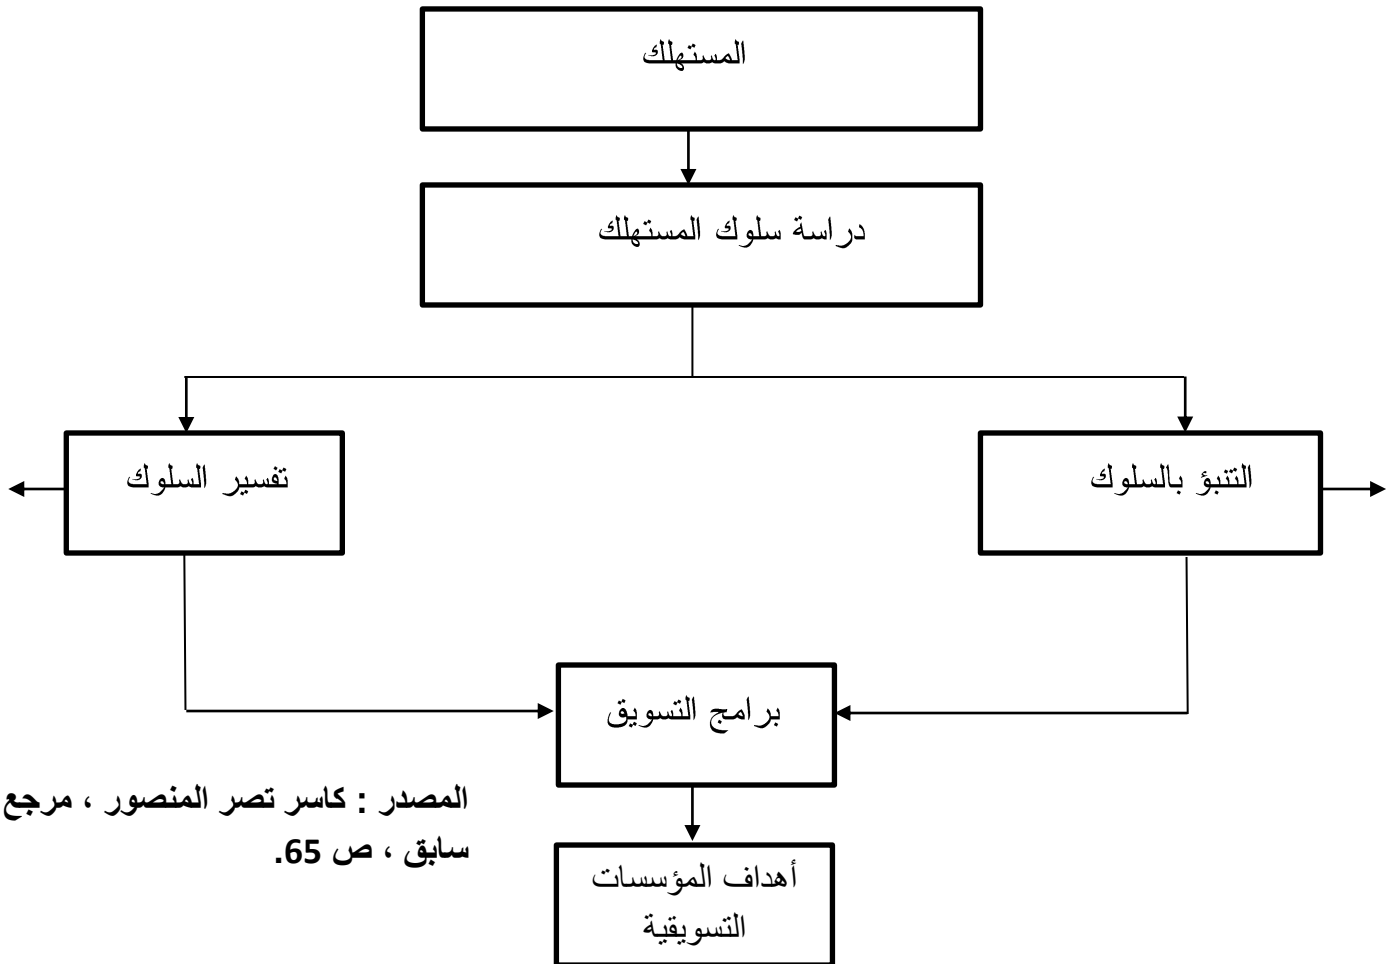 المستهلك
دراسة سلوك المستهلك
التنبؤ بالسلوك
تفسير السلوك
برامج التسويق
المصدر : كاسر تصر المنصور ، مرجع
سابق ، ص 65.
أهداف المؤسسات
التسويقية